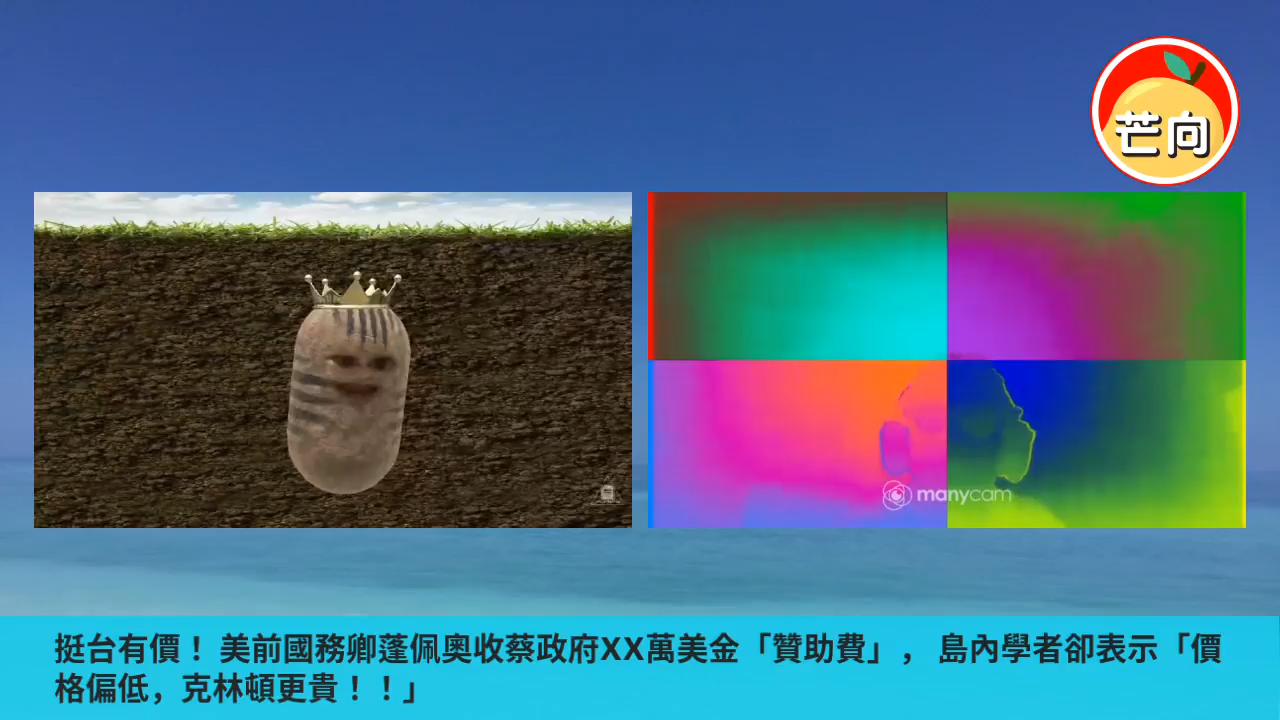 芒向
manycam
挺台有價！ 美前國務卿蓬佩奧收蔡政府XX萬美金「贊助費」， 島內學者卻表示「價
格偏低，克林頓更貴！！」